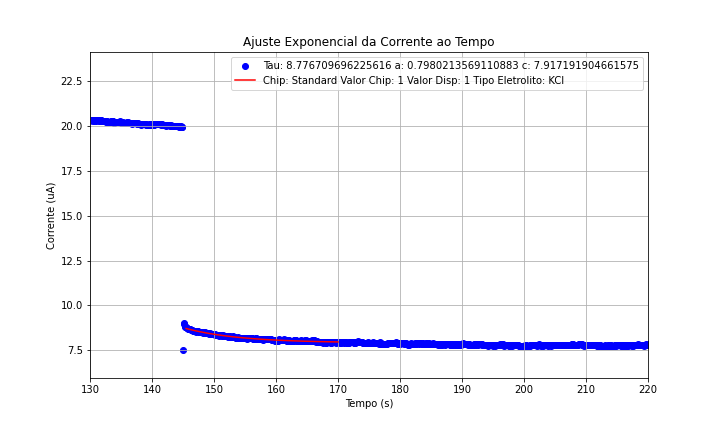 Ajuste Exponencial da Corrente ao Tempo
Tau: 8.776709696225616 a: 0.7980213569110883 c: 7.917191904661575
Chip: Standard Valor Chip: 1 Valor Disp: 1 Tipo Eletrolito: KCl
Corrente (uA)
22.5
20.0
17.5
15.0
12.5
10.0
7.5
130 140 150 160 170 180 190 200 210 220
Tempo (s)